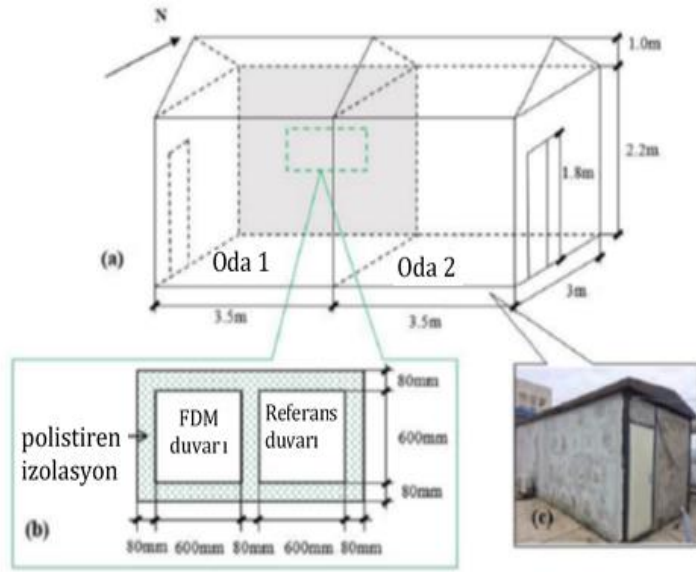 N
1.0m
2.2m
1.8m
(a)
Oda 1
Oda 2
3m
3.5m
3.5m
80mm
polistiren
izolasyon
FDM
duvarı
Referans
duvarı
600mm
80mm
(b)
80mm 600mm 80mm 600mm 80mm
(c)